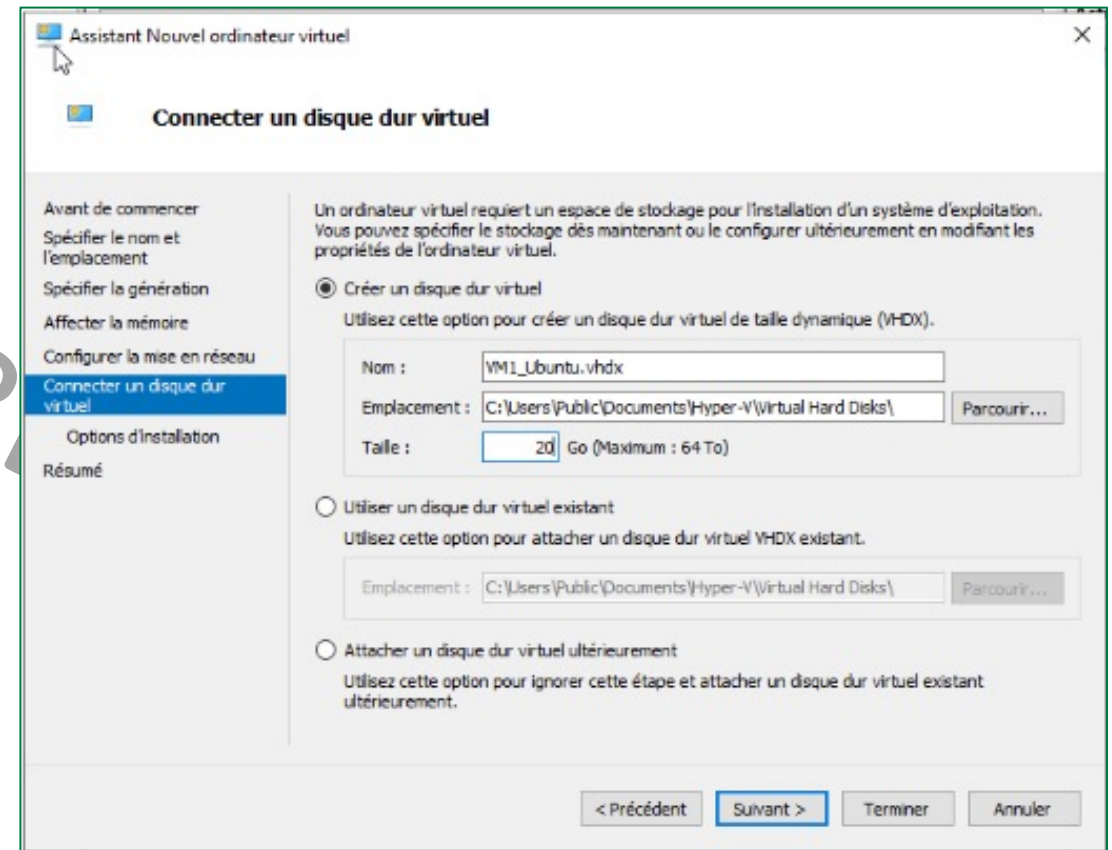 Assistant Nouvel ordinateur virtuel
Connecter un disque dur virtuel
Avant de commencer
Spécifier le nom et
l'emplacement
Spécifier la génération
Affecter la mémoire
Configurer la mise en réseau
Connecter un disque dur
virtuel
Options d'installation
Résumé
Un ordinateur virtuel requiert un espace de stockage pour l'installation d'un système d'exploitation.
Vous pouvez spécifier le stockage dès maintenant ou le configurer ultérieurement en modifiant les
propriétés de l'ordinateur virtuel.
Créer un disque dur virtuel
Utilisez cette option pour créer un disque dur virtuel de taille dynamique (VHDX).
Nom : VM1_Ubuntu.vhdx
Emplacement : C:\Users\Public\Documents\Hyper-V\Virtual Hard Disks\ Parcourir...
Taille : 20 Go (Maximum : 64 To)
Utiliser un disque dur virtuel existant
Utilisez cette option pour attacher un disque dur virtuel VHDX existant.
Emplacement : C:\Users\Public\Documents\Hyper-V\Virtual Hard Disks\ Parcourir...
Attacher un disque dur virtuel ultérieurement
Utilisez cette option pour ignorer cette étape et attacher un disque dur virtuel existant
ultérieurement.
< Précédent Suivant > Terminer Annuler